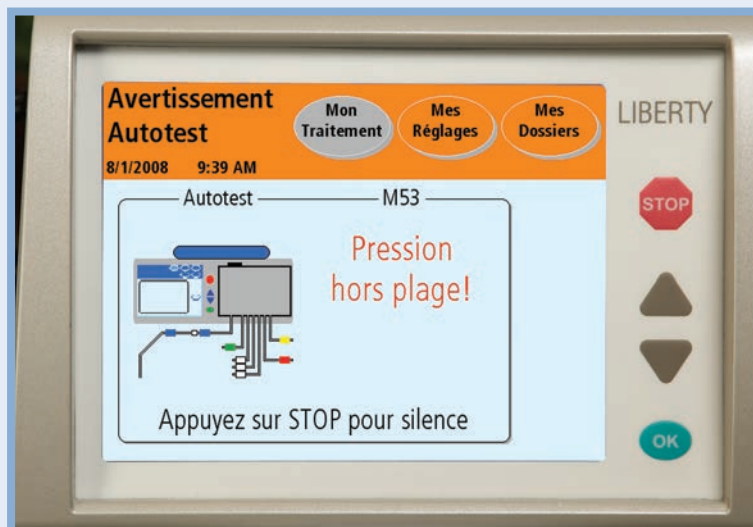 Avertissement
Autotest
8/1/2008 9:39 AM
Mon
Traitement
Mes
Réglages
Mes
Dossiers
LIBERTY
STOP
Autotest M53
Pression
hors plage!
Appuyez sur STOP pour silence
OK